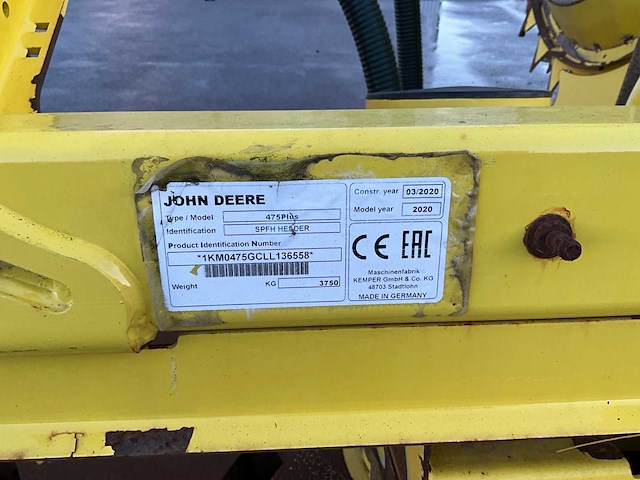 JOHN DEERE
Type / Model 475Plus
Identification SPFH HEADER
Product Identification Number
*1KM0475GCLL136558*
Weight KG 3750
Constr. year 03/2020
Model year 2020
CE EAC
Maschinenfabrik
KEMPER GmbH & Co. KG
48703 Stadtlohn
MADE IN GERMANY